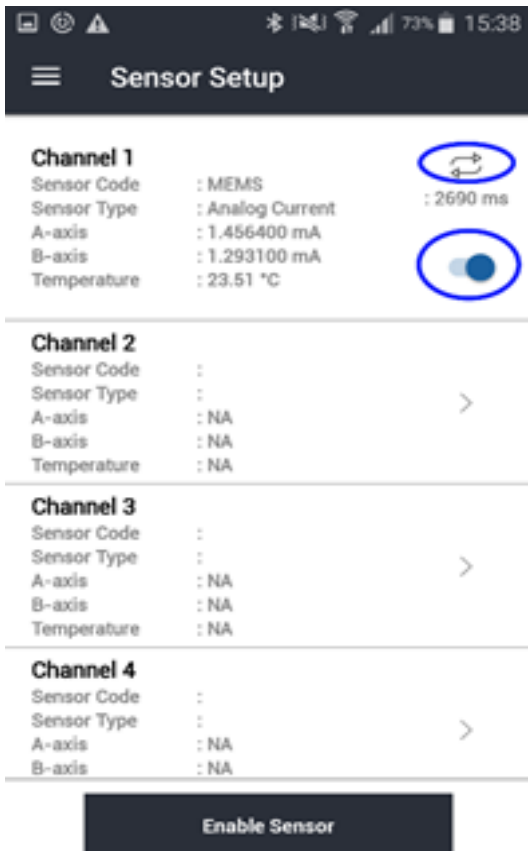 73% 15:38
Sensor Setup
Channel 1
Sensor Code : MEMS
Sensor Type : Analog Current
A-axis : 1.456400 mA
B-axis : 1.293100 mA
Temperature : 23.51 °C
: 2690 ms
Channel 2
Sensor Code :
Sensor Type :
A-axis : NA
B-axis : NA
Temperature : NA
Channel 3
Sensor Code :
Sensor Type :
A-axis : NA
B-axis : NA
Temperature : NA
Channel 4
Sensor Code :
Sensor Type :
A-axis : NA
B-axis : NA
Enable Sensor